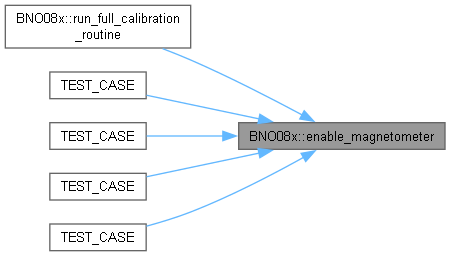 BNO08x::run_full_calibration
_routine
TEST_CASE
TEST_CASE
BNO08x::enable_magnetometer
TEST_CASE
TEST_CASE